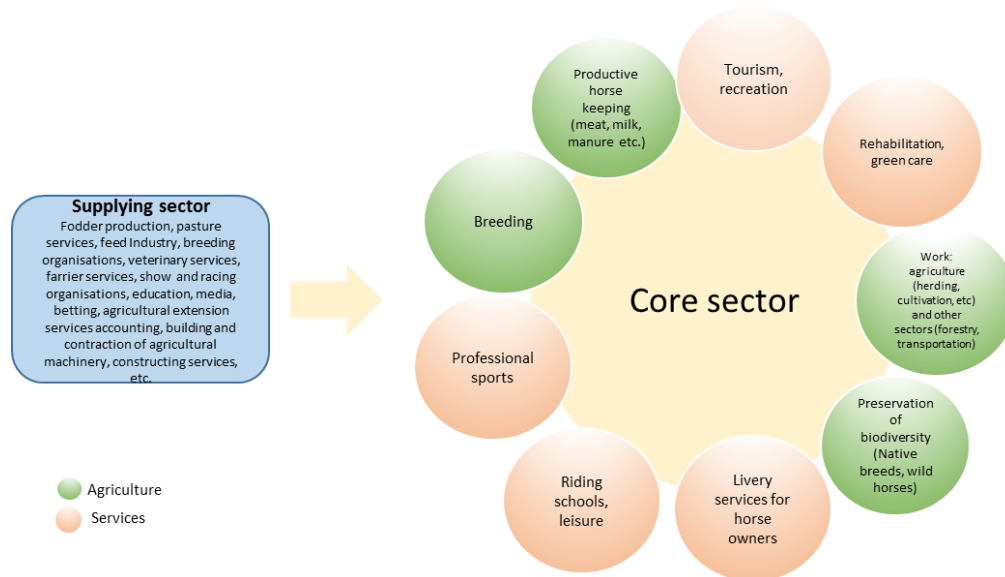 Supplying sector
Fodder production, pasture
services, feed Industry, breeding
organisations, veterinary services,
farrier services, show and racing
organisations, education, media,
betting, agricultural extension
services accounting, building and
contraction of agricultural
machinery, constructing services,
etc.
Core sector
Productive
horse
keeping
(meat, milk,
manure etc.)
Tourism,
recreation
Rehabilitation,
green care
Work:
agriculture
(herding,
cultivation, etc)
and other
sectors (forestry,
transportation)
Preservation
of
biodiversity
(Native
breeds, wild
horses)
Livery
services for
horse
owners
Riding
schools,
leisure
Professional
sports
Breeding
Agriculture
Services